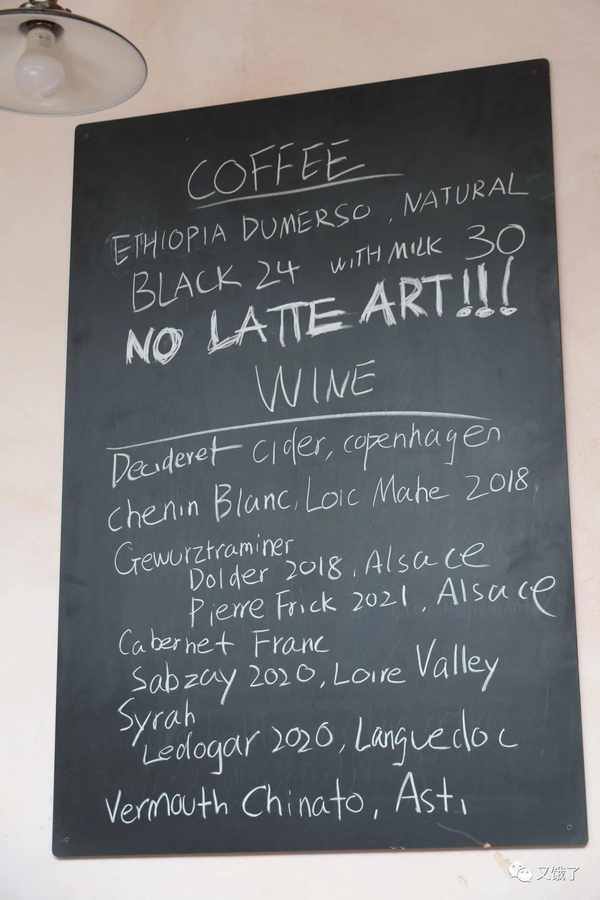 COFFEE
ETHIOPIA DUMERSO, NATURAL
BLACK 24 WITH MILK 30
NO LATTE ART!!!
WINE
Decideret Cider, copenhagen
chenin Blanc, Loic Mahe 2018,
Gewurztraminer
Dolder 2018, Alsace
Pierre Frick 2021, Alsace
Cabernet Franc
Sabzay 2020, Loire Valley
Syrah
Ledogar 2020, Languedoc
Vermouth Chinato, Asti
又饿了